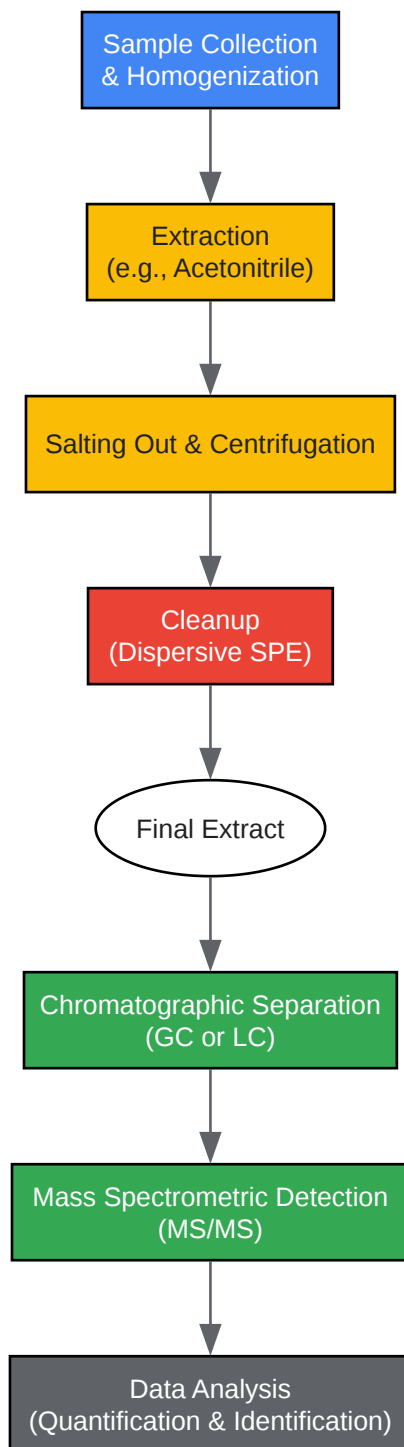 Sample Collection
& Homogenization
Extraction
(e.g., Acetonitrile)
Salting Out & Centrifugation
Cleanup
(Dispersive SPE)
Final Extract
Chromatographic Separation
(GC or LC)
Mass Spectrometric Detection
(MS/MS)
Data Analysis
(Quantification & Identification)